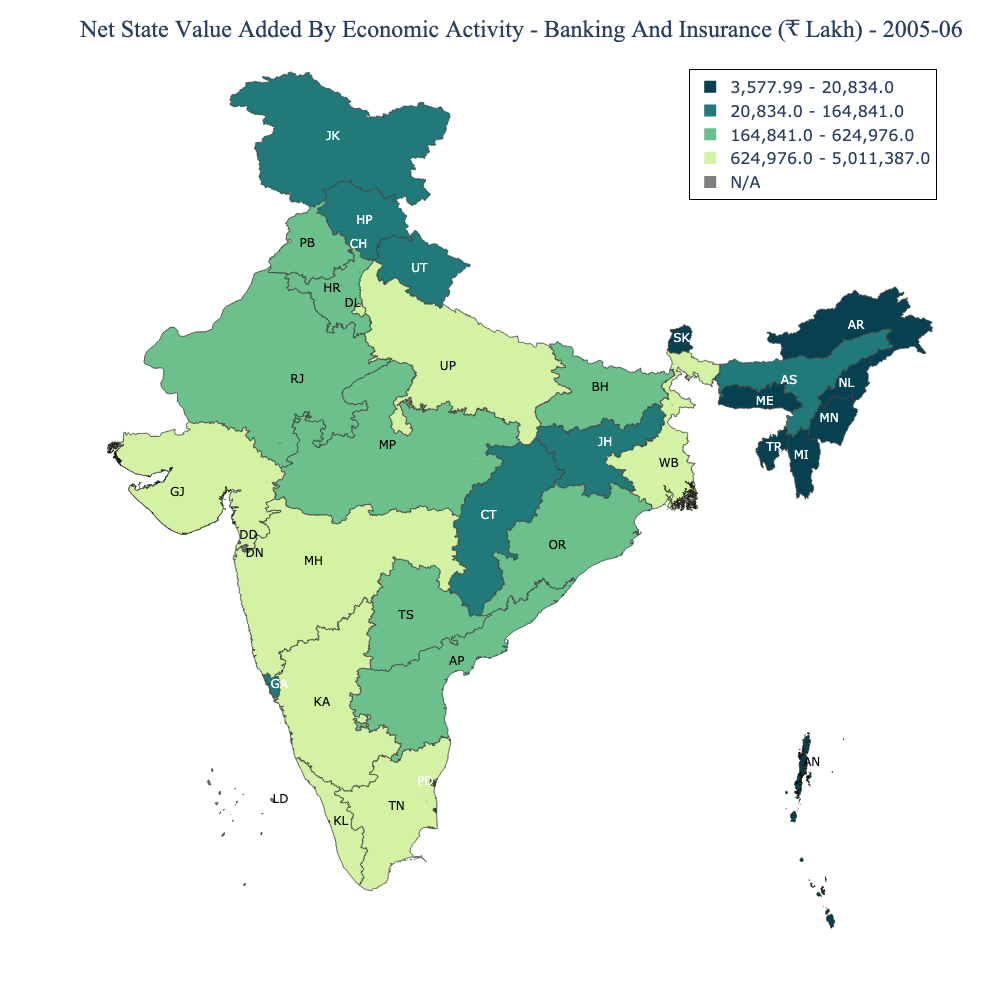 Net State Value Added By Economic Activity - Banking And Insurance (₹ Lakh) - 2005-06
3,577.99 - 20,834.0
20,834.0 - 164,841.0
164,841.0 - 624,976.0
624,976.0 - 5,011,387.0
N/A
JK
HP
PB
CH
UT
HR
DL
AR
SK
UP
RJ
BH
AS
NL
ME
MN
MP
JH
TR
MI
WB
GJ
CT
DD
OR
DN
MH
TS
AP
GA
KA
AN
PD
LD
TN
KL